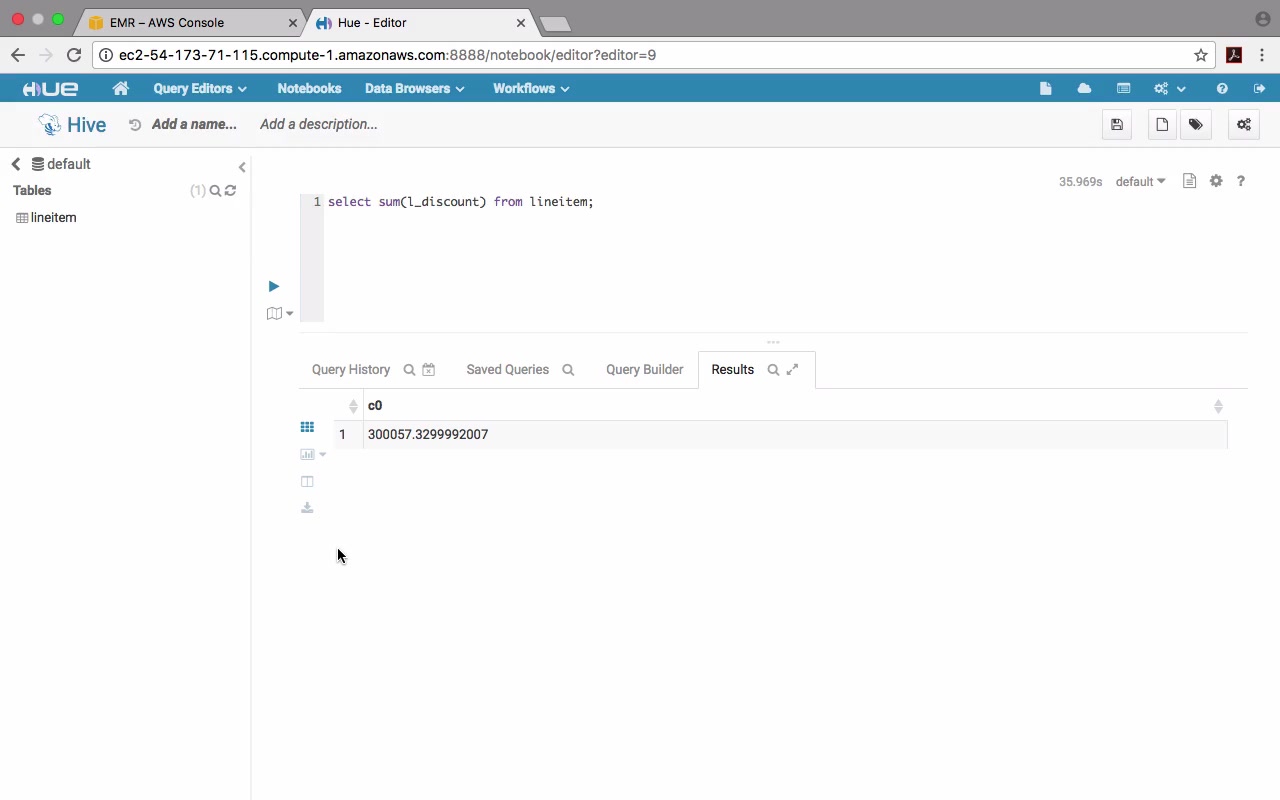 EMR – AWS Console
Hue - Editor
ec2-54-173-71-115.compute-1.amazonaws.com:8888/notebook/editor?editor=9
HUE Query Editors Notebooks Data Browsers Workflows
Hive Add a name... Add a description...
default
Tables (1)
lineitem
35.969s default ?
1 select sum(l_discount) from lineitem;
Query History Saved Queries Query Builder Results
c0
1 300057.3299992007